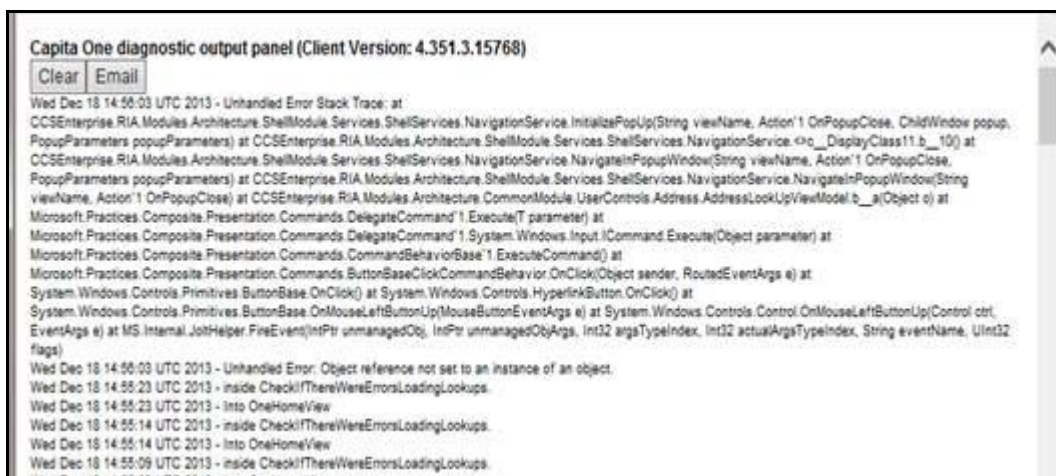 Capita One diagnostic output panel (Client Version: 4.351.3.15768)
Clear Email
Wed Dec 18 14:56:03 UTC 2013 - Unhandled Error Stack Trace: at
CCSEnterprise.RIA.Modules.Architecture.ShellModule.Services.ShellServices.NavigationService.InitializePopUp(String viewName, Action`1 OnPopupClose, ChildWindow popup,
PopupParameters popupParameters) at CCSEnterprise.RIA.Modules.Architecture.ShellModule.Services.ShellServices.NavigationService.<>c__DisplayClass11.b__10() at
CCSEnterprise.RIA.Modules.Architecture.ShellModule.Services.ShellServices.NavigationService.NavigateInPopupWindow(String viewName, Action`1 OnPopupClose,
PopupParameters popupParameters) at CCSEnterprise.RIA.Modules.Architecture.ShellModule.Services.ShellServices.NavigationService.NavigateInPopupWindow(String
viewName, Action`1 OnPopupClose) at CCSEnterprise.RIA.Modules.Architecture.CommonModule.UserControls.Address.AddressLookUpViewModel.b__a(Object o) at
Microsoft.Practices.Composite.Presentation.Commands.DelegateCommand`1.Execute(T parameter) at
Microsoft.Practices.Composite.Presentation.Commands.DelegateCommand`1.System.Windows.Input.ICommand.Execute(Object parameter) at
Microsoft.Practices.Composite.Presentation.Commands.CommandBehaviorBase`1.ExecuteCommand() at
Microsoft.Practices.Composite.Presentation.Commands.ButtonBaseClickCommandBehavior.OnClick(Object sender, RoutedEventArgs e) at
System.Windows.Controls.Primitives.ButtonBase.OnClick() at System.Windows.Controls.HyperlinkButton.OnClick() at
System.Windows.Controls.Primitives.ButtonBase.OnMouseLeftButtonUp(MouseButtonEventArgs e) at System.Windows.Controls.Control.OnMouseLeftButtonUp(Control ctrl,
EventArgs e) at MS.Internal.JoltHelper.FireEvent(IntPtr unmanagedObj, IntPtr unmanagedObjArgs, Int32 argsTypeIndex, Int32 actualArgsTypeIndex, String eventName, UInt32
flags)
Wed Dec 18 14:56:03 UTC 2013 - Unhandled Error: Object reference not set to an instance of an object.
Wed Dec 18 14:55:23 UTC 2013 - inside CheckIfThereWereErrorsLoadingLookups.
Wed Dec 18 14:55:23 UTC 2013 - Into OneHomeView
Wed Dec 18 14:55:14 UTC 2013 - inside CheckIfThereWereErrorsLoadingLookups.
Wed Dec 18 14:55:14 UTC 2013 - Into OneHomeView
Wed Dec 18 14:55:09 UTC 2013 - inside CheckIfThereWereErrorsLoadingLookups.